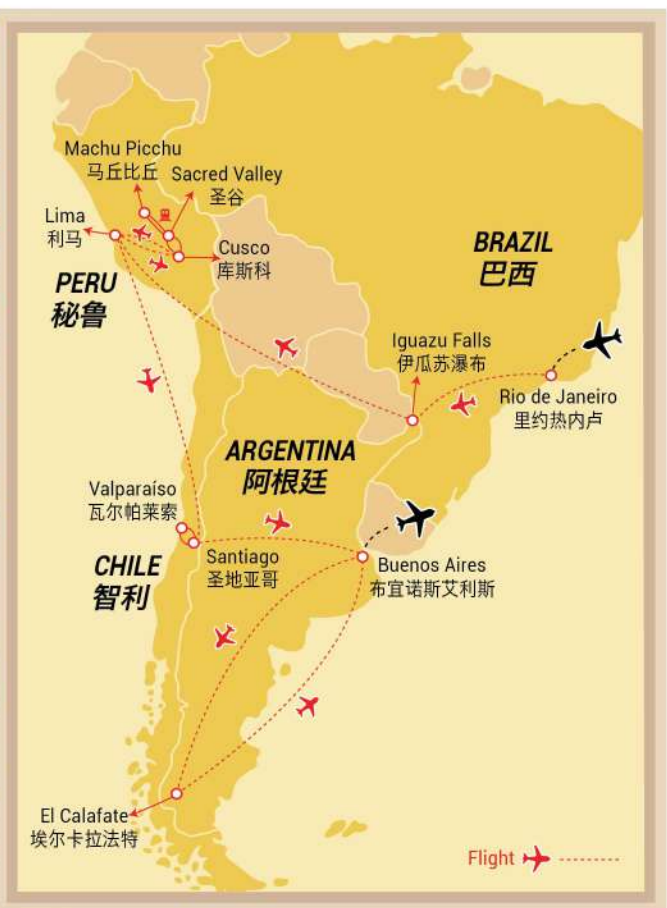 Machu Picchu
马丘比丘
Sacred Valley
圣谷
Lima
利马
Cusco
库斯科
PERU
秘鲁
BRAZIL
巴西
Iguazu Falls
伊瓜苏瀑布
Rio de Janeiro
里约热内卢
ARGENTINA
阿根廷
Valparaíso
瓦尔帕莱索
CHILE
智利
Santiago
圣地亚哥
Buenos Aires
布宜诺斯艾利斯
El Calafate
埃尔卡拉法特
Flight